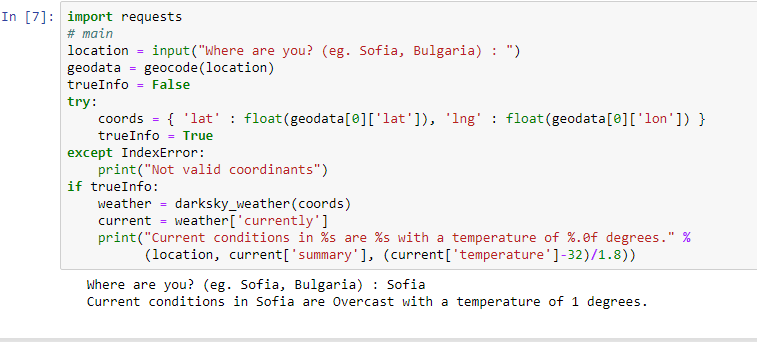 In [7]: import requests
# main
location = input("Where are you? (eg. Sofia, Bulgaria) : ")
geodata = geocode(location)
trueInfo = False
try:
    coords = { 'lat' : float(geodata[0]['lat']), 'lng' : float(geodata[0]['lon']) }
    trueInfo = True
except IndexError:
    print("Not valid coordinants")
if trueInfo:
    weather = darksky_weather(coords)
    current = weather['currently']
    print("Current conditions in %s are %s with a temperature of %.0f degrees." %
          (location, current['summary'], (current['temperature']-32)/1.8))
Where are you? (eg. Sofia, Bulgaria) : Sofia
Current conditions in Sofia are Overcast with a temperature of 1 degrees.